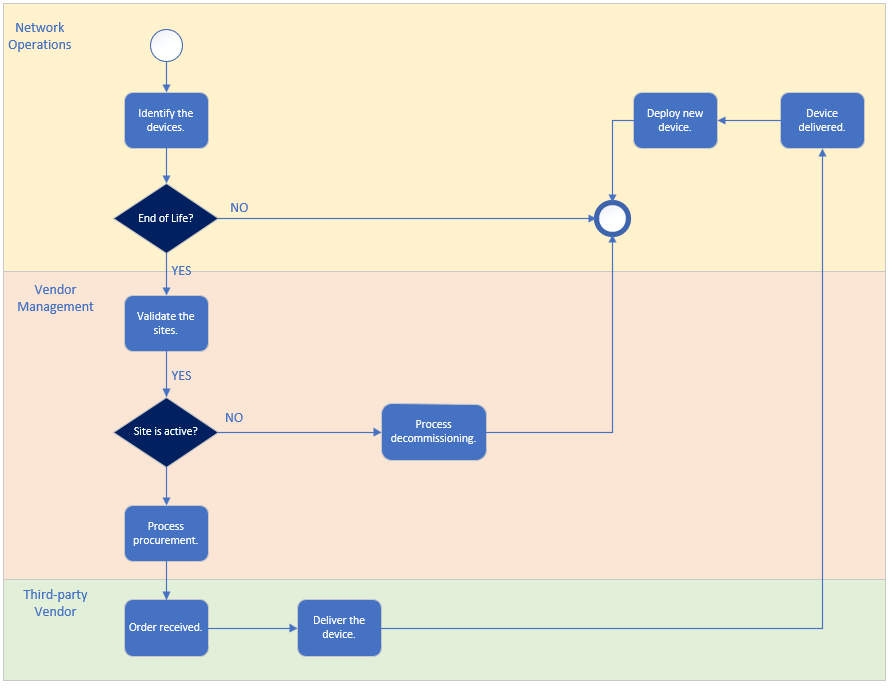 Network
Operations
Identify the
devices.
Deploy new
device.
Device
delivered.
End of Life?
NO
YES
Vendor
Management
Validate the
sites.
YES
Site is active?
NO
Process
decommissioning.
Process
procurement.
Third-party
Vendor
Order received.
Deliver the
device.